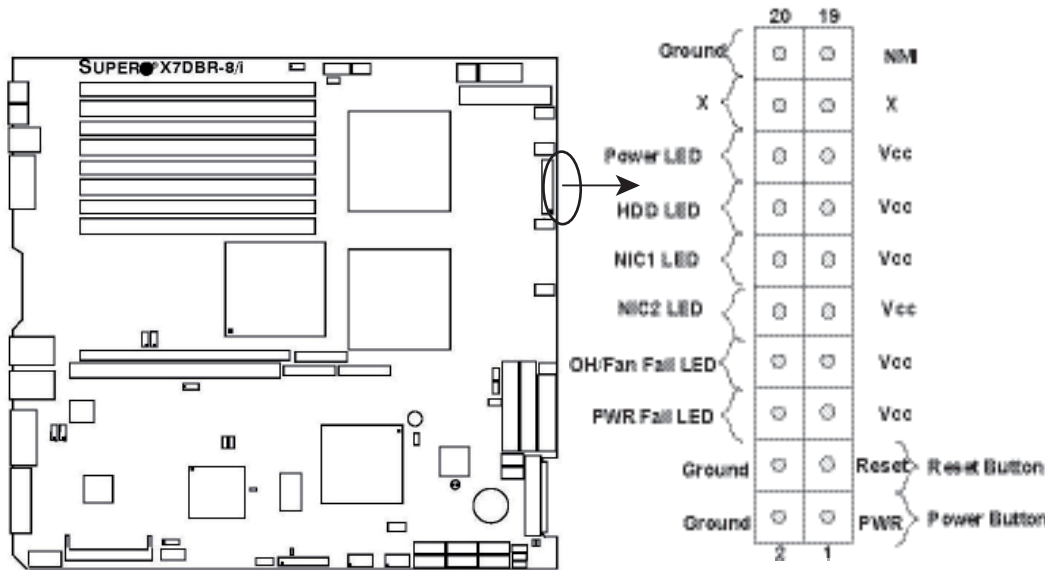 SUPER®X7DBR-8/i
20 19
Ground NMI
X X
Power LED Vcc
HDD LED Vcc
NIC1 LED Vcc
NIC2 LED Vcc
OH/Fan Fail LED Vcc
PWR Fail LED Vcc
Ground Reset Reset Button
Ground PWR Power Button
2 1